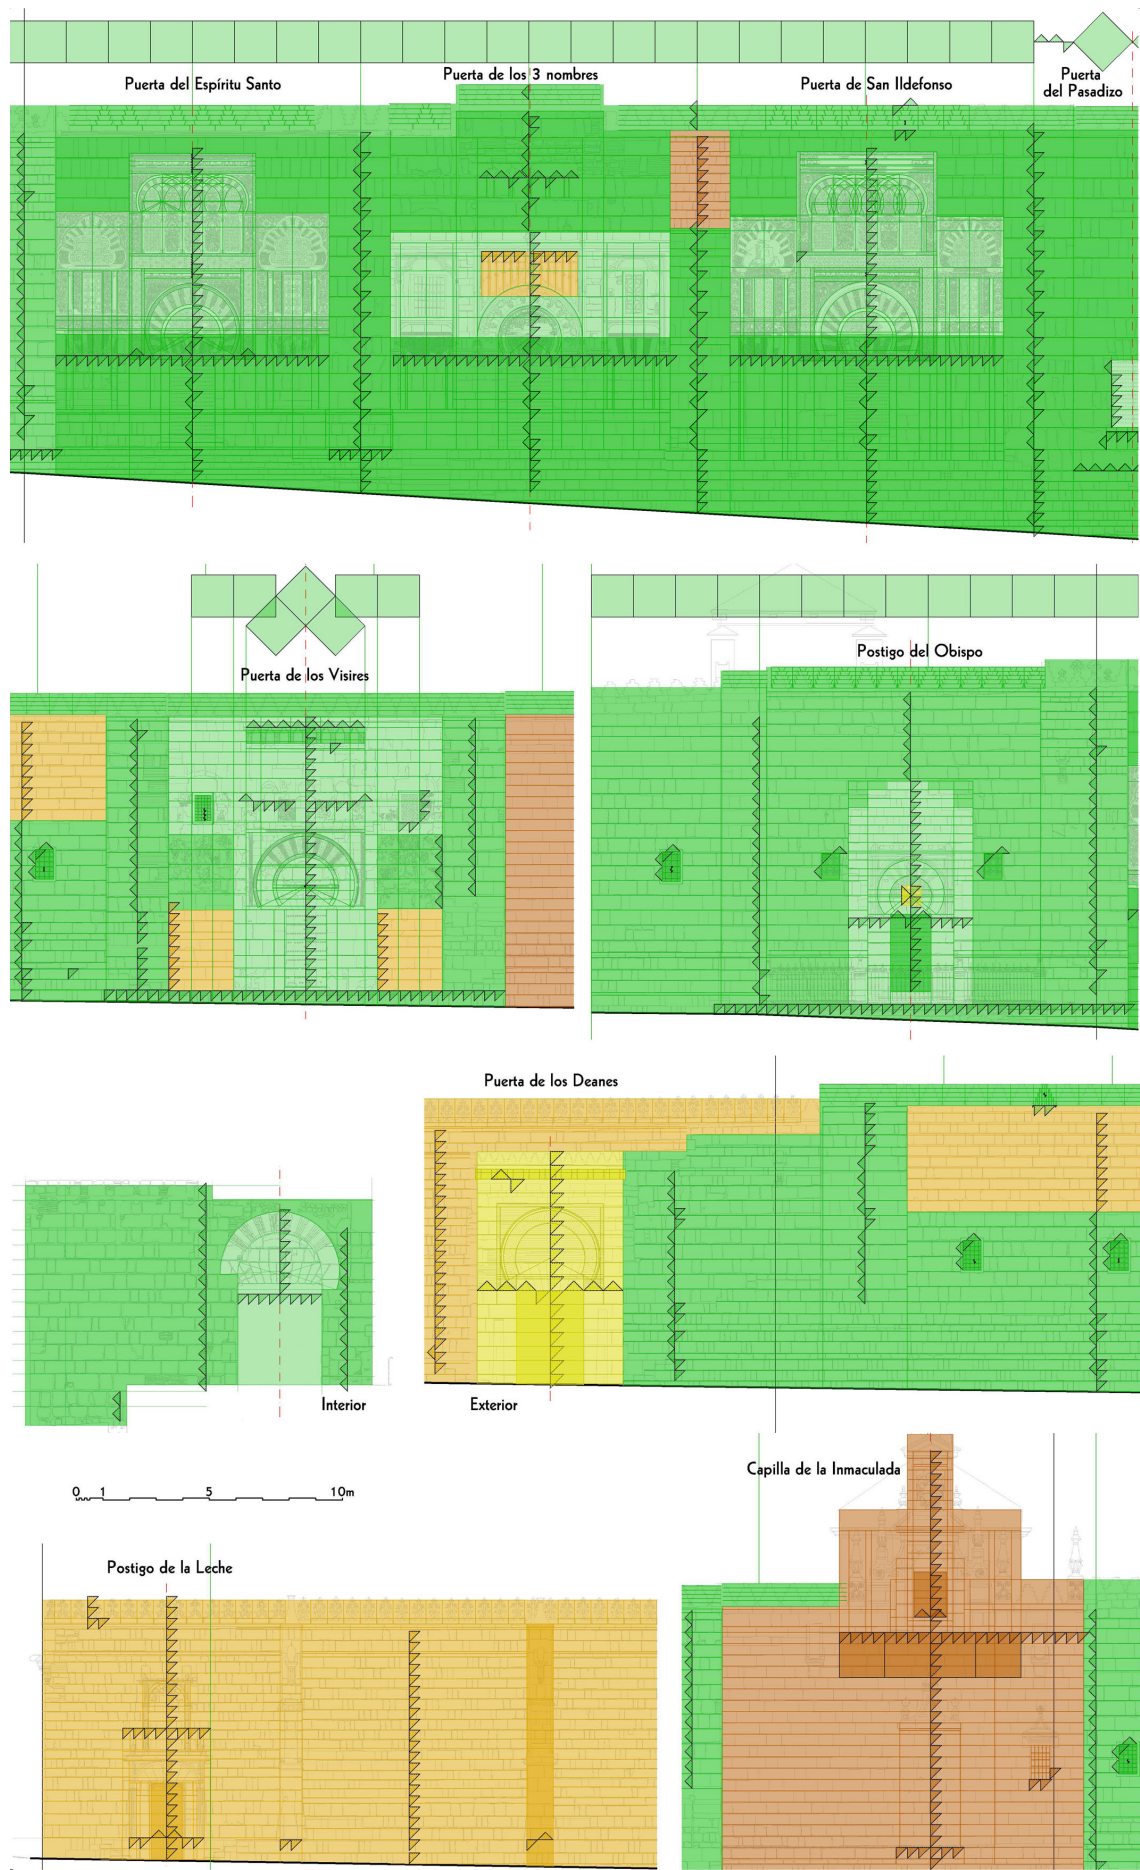 Puerta del Espíritu Santo
Puerta de los 3 nombres
Puerta de San Ildefonso
Puerta
del Pasadizo
Puerta de los Visires
Postigo del Obispo
Puerta de los Deanes
Interior
Exterior
Capilla de la Inmaculada
0 1 5 10m
Postigo de la Leche